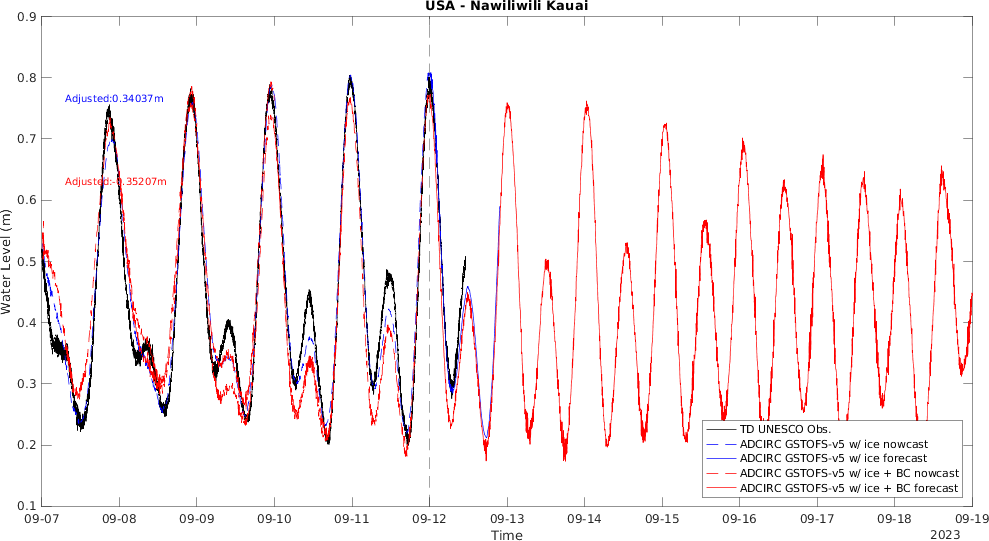 USA - Nawiliwili Kauai
0.9
0.8
0.7
0.6
0.5
0.4
0.3
0.2
0.1
Water Level (m)
Adjusted:0.34037m
Adjusted:-0.35207m
TD UNESCO Obs.
ADCIRC GSTOFS-v5 w/ ice nowcast
ADCIRC GSTOFS-v5 w/ ice forecast
ADCIRC GSTOFS-v5 w/ ice + BC nowcast
ADCIRC GSTOFS-v5 w/ ice + BC forecast
09-07 09-08 09-09 09-10 09-11 09-12 09-13 09-14 09-15 09-16 09-17 09-18 09-19
Time
2023